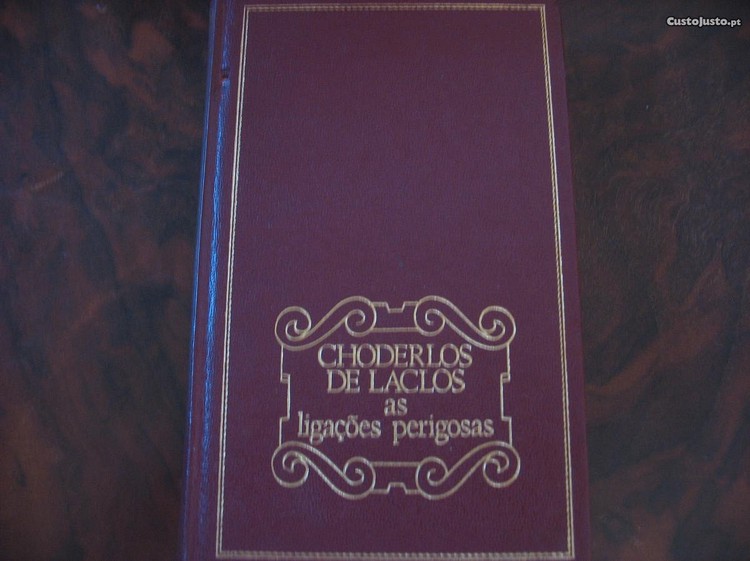 CustoJusto.pt
CHODERLOS
DE LACLOS
as
ligações perigosas